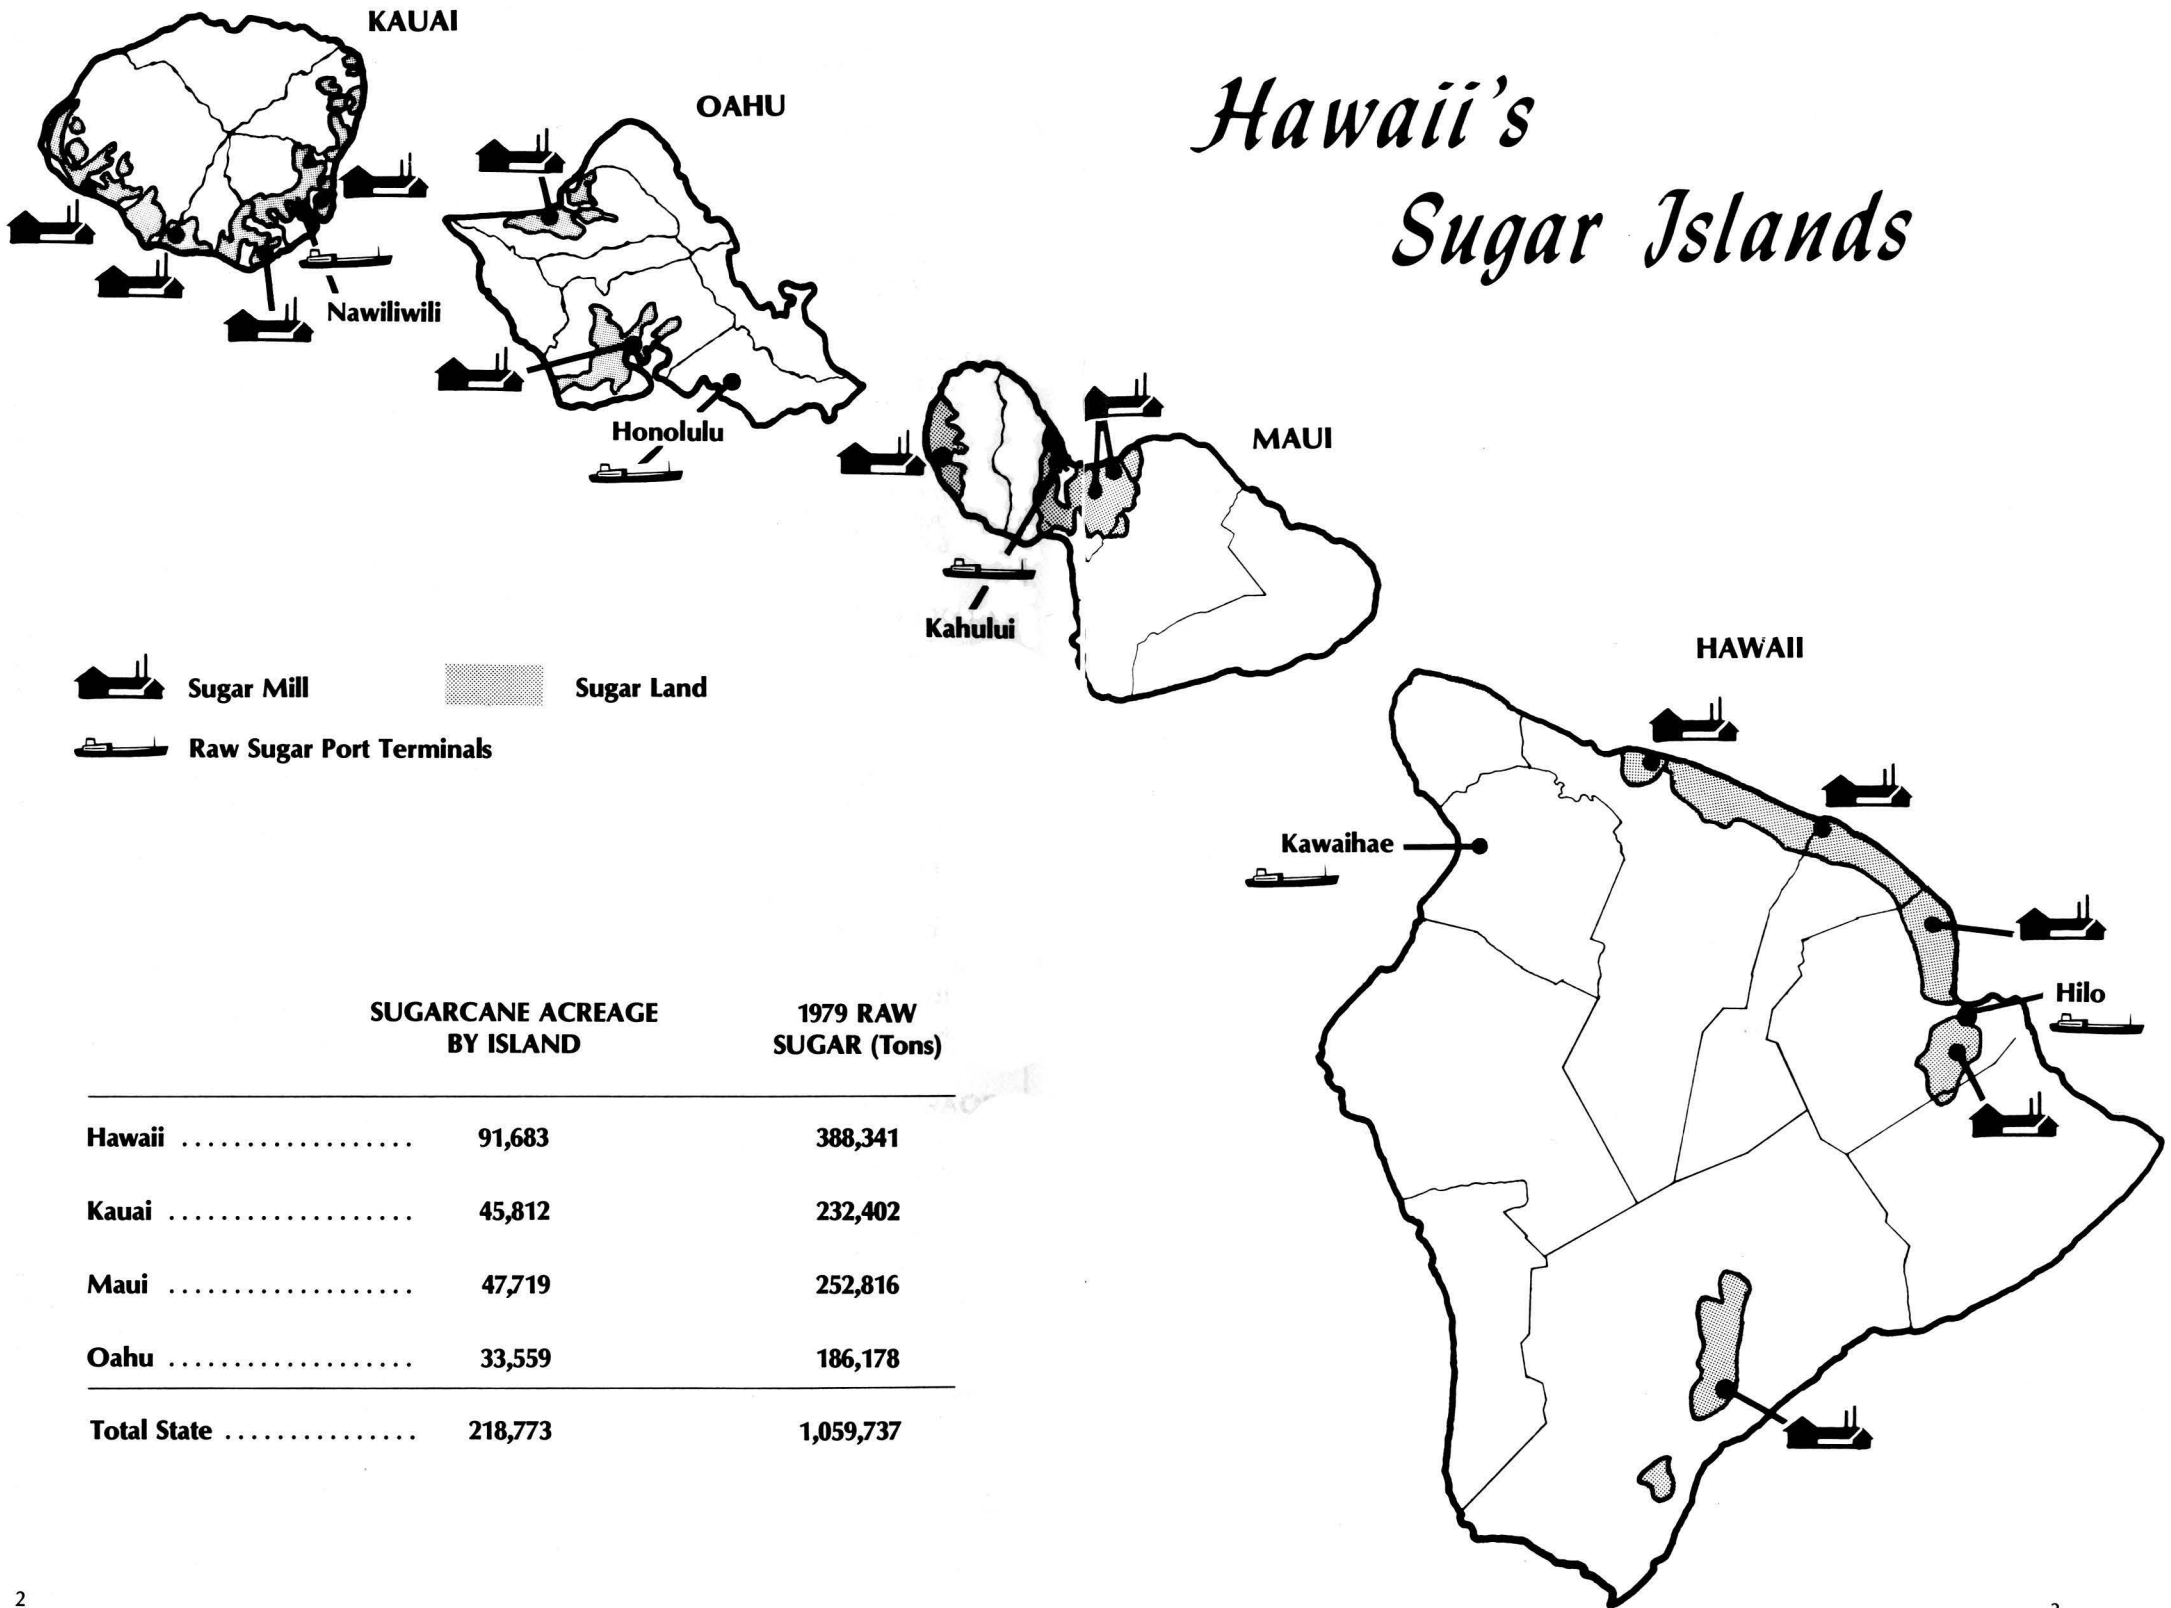 KAUAI
OAHU
Hawaii's
Sugar Islands
Nawiliwili
Honolulu
MAUI
Kahului
HAWAII
Sugar Mill
Sugar Land
Raw Sugar Port Terminals
Kawaihae
Hilo
SUGARCANE ACREAGE
BY ISLAND
1979 RAW
SUGAR (Tons)
Hawaii .................. 91,683 388,341
Kauai ................... 45,812 232,402
Maui ................... 47,719 252,816
Oahu ................... 33,559 186,178
Total State ............... 218,773 1,059,737
2